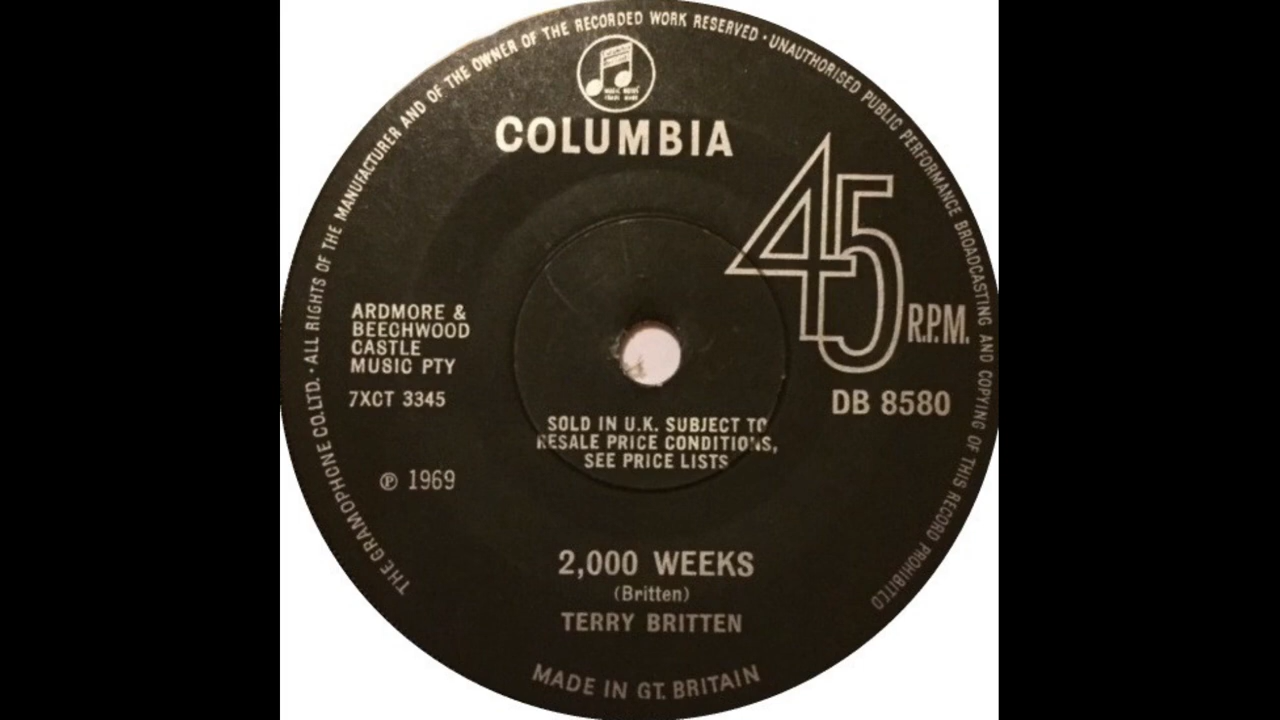 THE GRAMOPHONE CO. LTD. · ALL RIGHTS OF THE MANUFACTURER AND OF THE OWNER OF THE RECORDED WORK RESERVED · UNAUTHORISED PUBLIC PERFORMANCE BROADCASTING AND COPYING OF THIS RECORD PROHIBITED
COLUMBIA
45
R.P.M.
ARDMORE &
BEECHWOOD
CASTLE
MUSIC PTY
7XCT 3345
DB 8580
SOLD IN U.K. SUBJECT TO
RESALE PRICE CONDITIONS,
SEE PRICE LISTS
℗ 1969
2,000 WEEKS
(Britten)
TERRY BRITTEN
MADE IN GT. BRITAIN